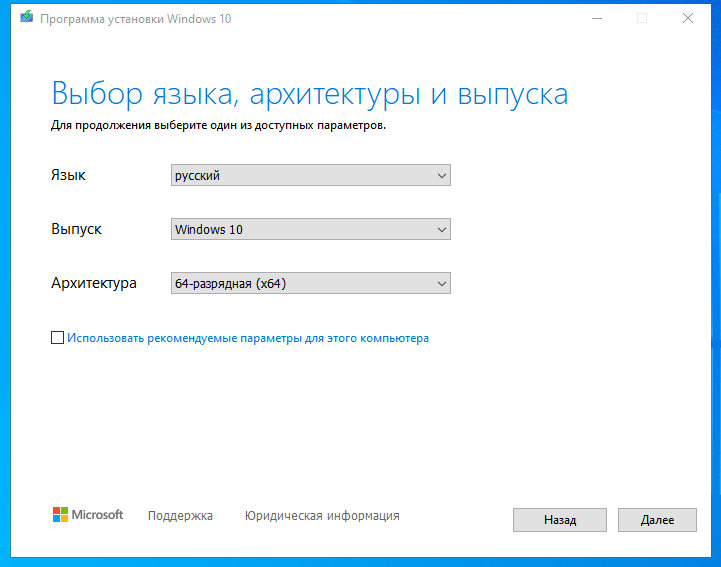 Программа установки Windows 10
Выбор языка, архитектуры и выпуска
Для продолжения выберите один из доступных параметров.
Язык русский
Выпуск Windows 10
Архитектура 64-разрядная (x64)
Использовать рекомендуемые параметры для этого компьютера
Microsoft Поддержка Юридическая информация Назад Далее